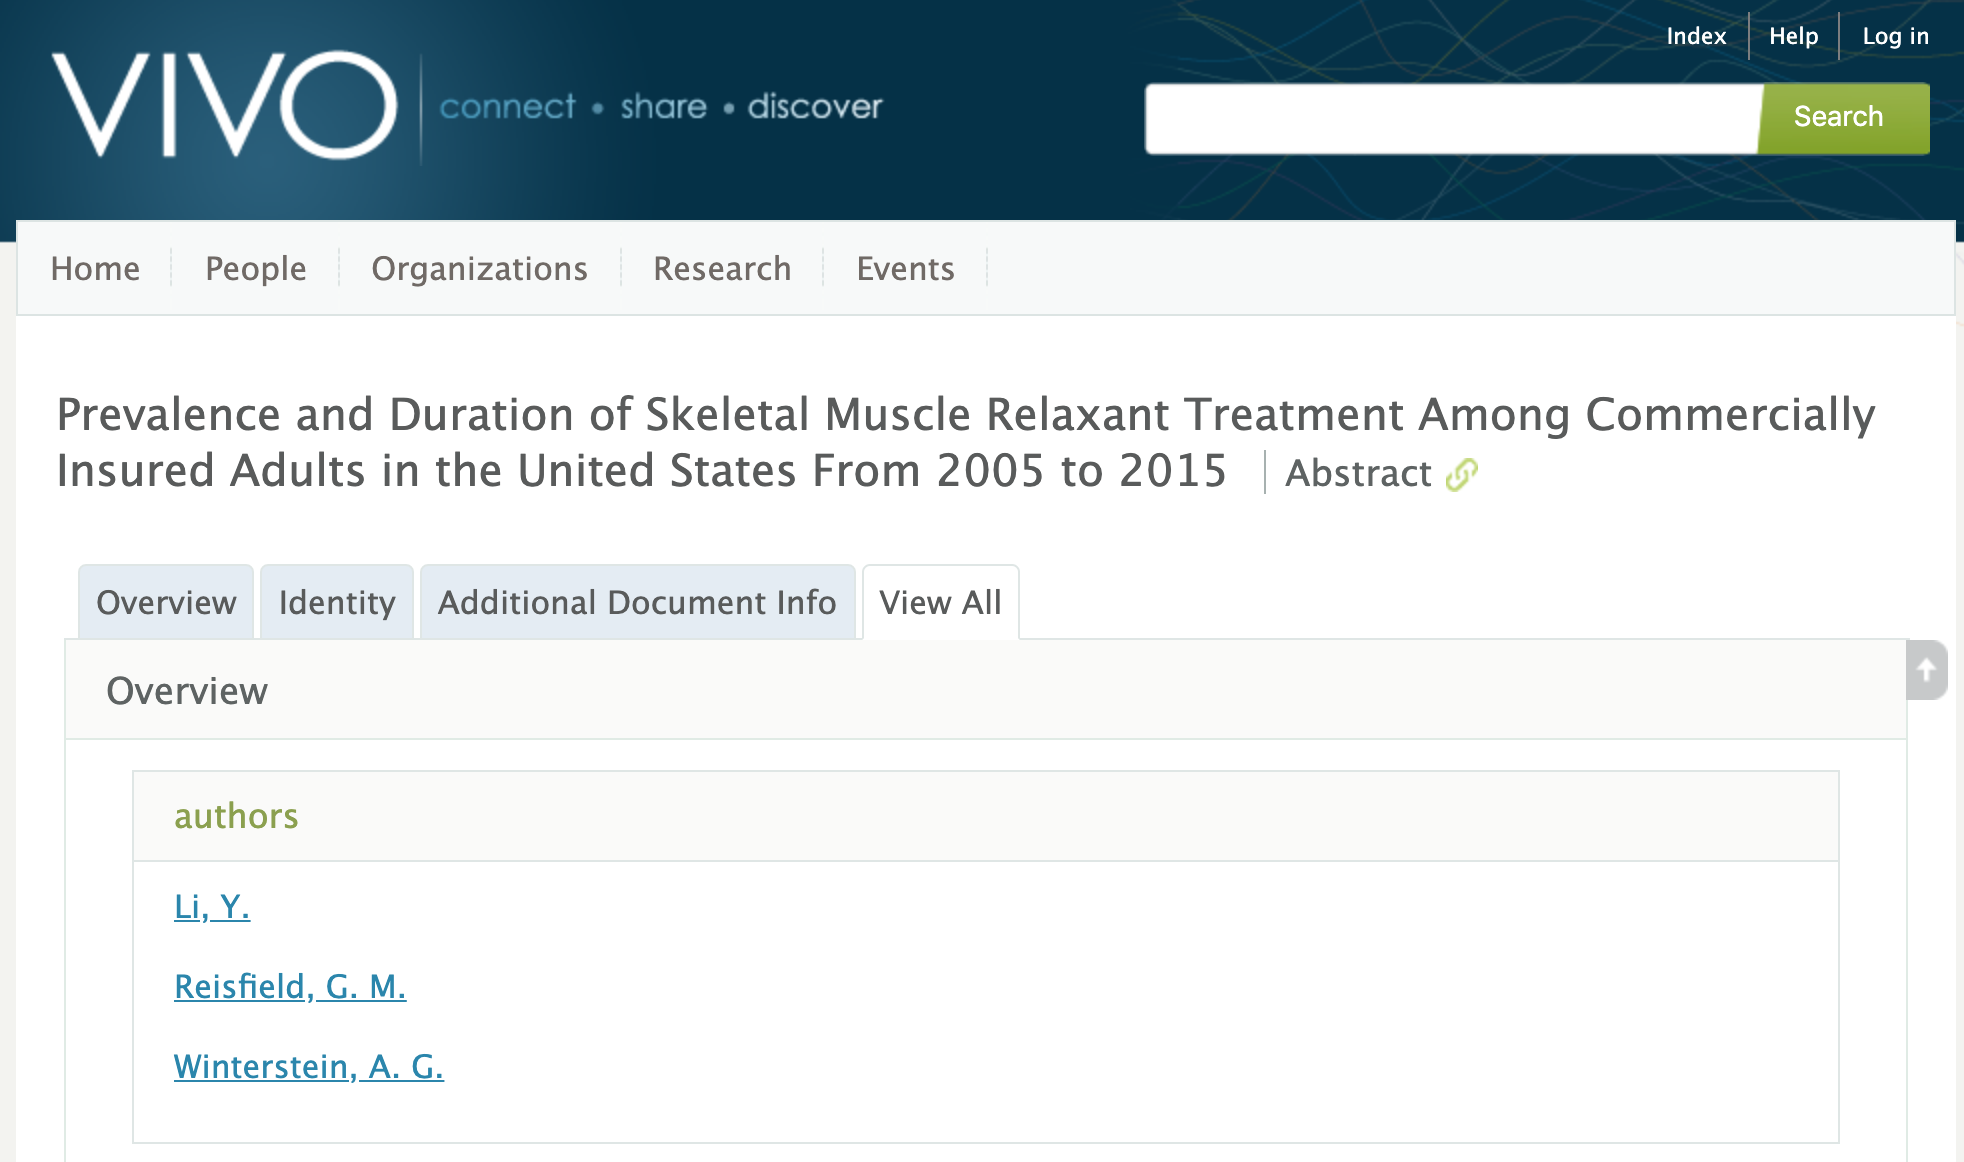 Index Help Log in
VIVO connect • share • discover
Search
Home People Organizations Research Events
Prevalence and Duration of Skeletal Muscle Relaxant Treatment Among Commercially
Insured Adults in the United States From 2005 to 2015 Abstract
Overview Identity Additional Document Info View All
Overview
authors
Li, Y.
Reisfield, G. M.
Winterstein, A. G.